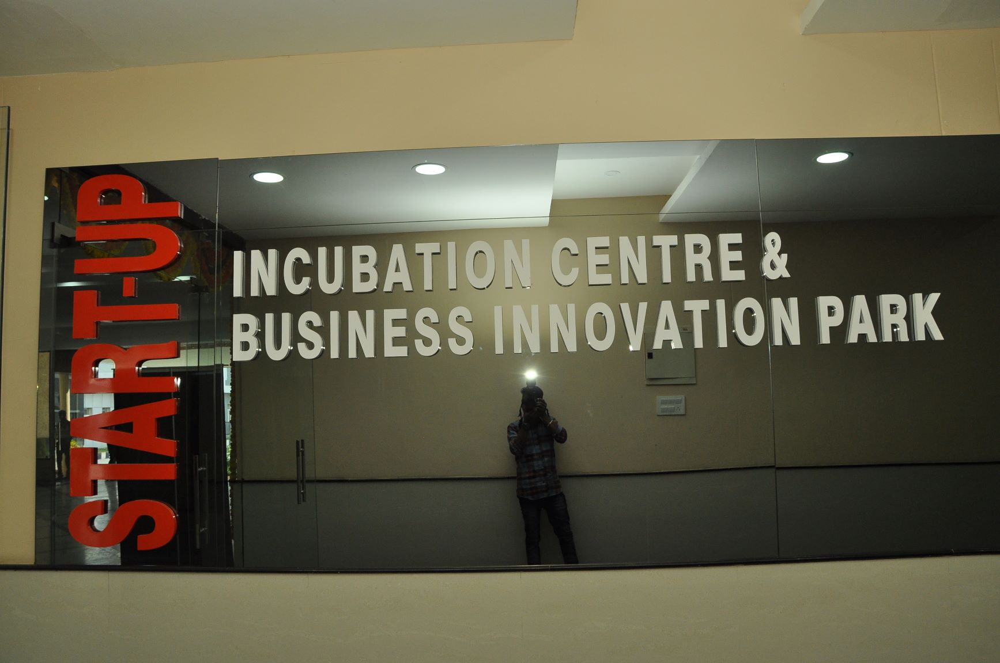 START-UP
INCUBATION CENTRE &
BUSINESS INNOVATION PARK